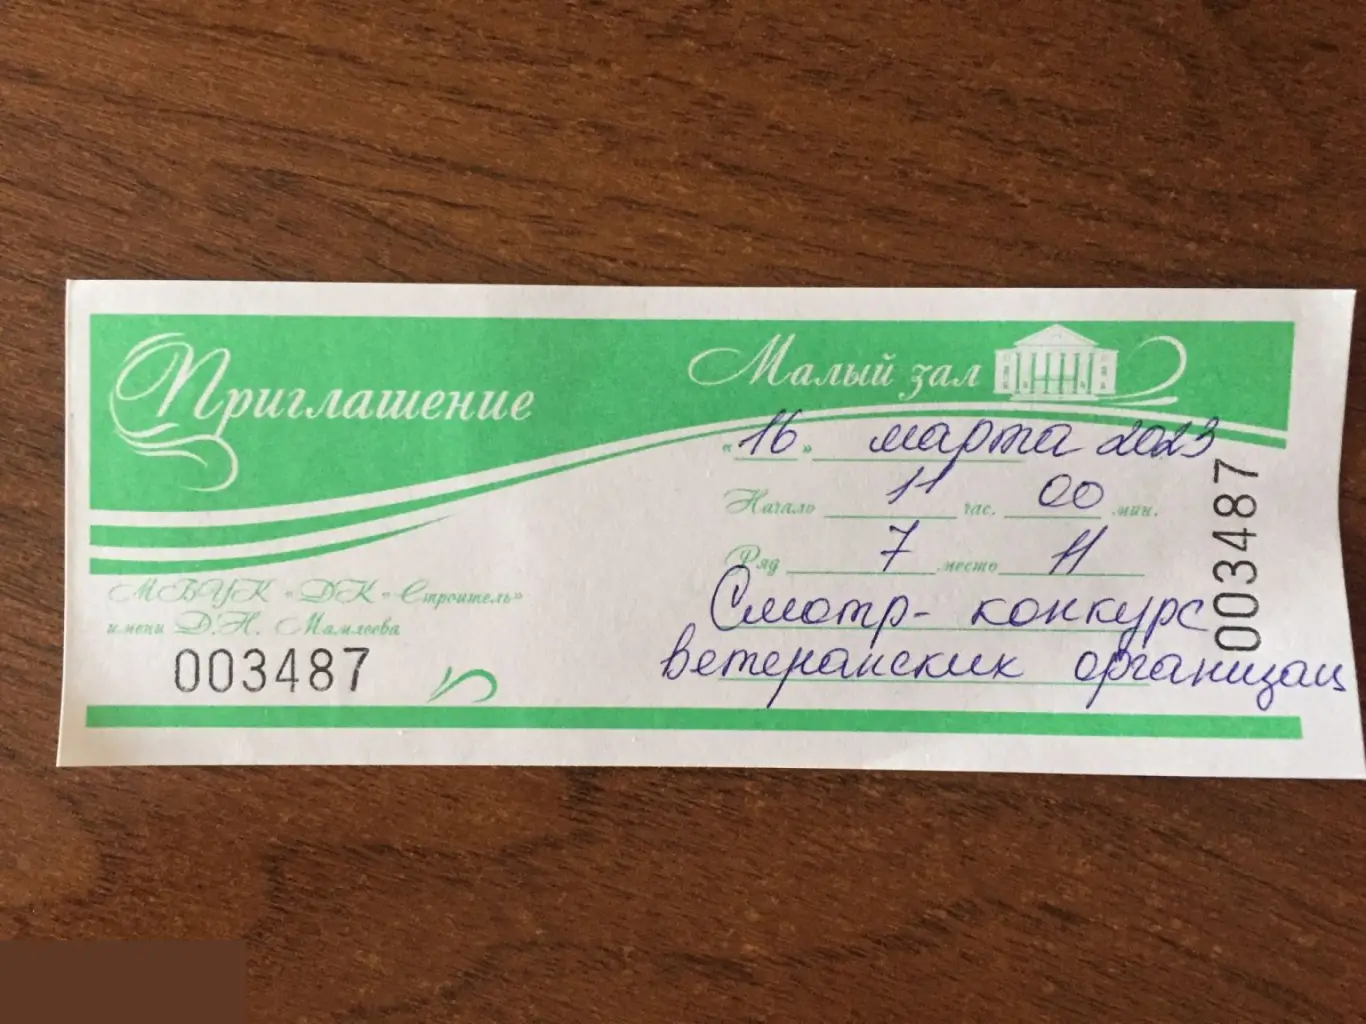 Приглашение
Малый зал
«16» марта 2023
Начало 11 час. 00 мин.
Ряд 7 место 11
Смотр-конкурс
ветеранских организац
МБУК «ДК «Строитель»
имени Д.Н. Мамлеева
003487
003487